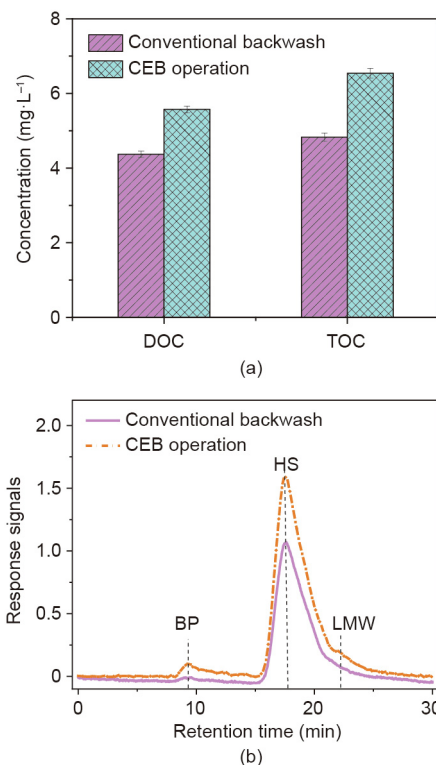 8
6
4
2
0
Concentration (mg·L⁻¹)
Conventional backwash
CEB operation
DOC
TOC
(a)
Conventional backwash
CEB operation
2.0
1.5
1.0
0.5
0
Response signals
BP
HS
LMW
0
10
20
30
Retention time (min)
(b)